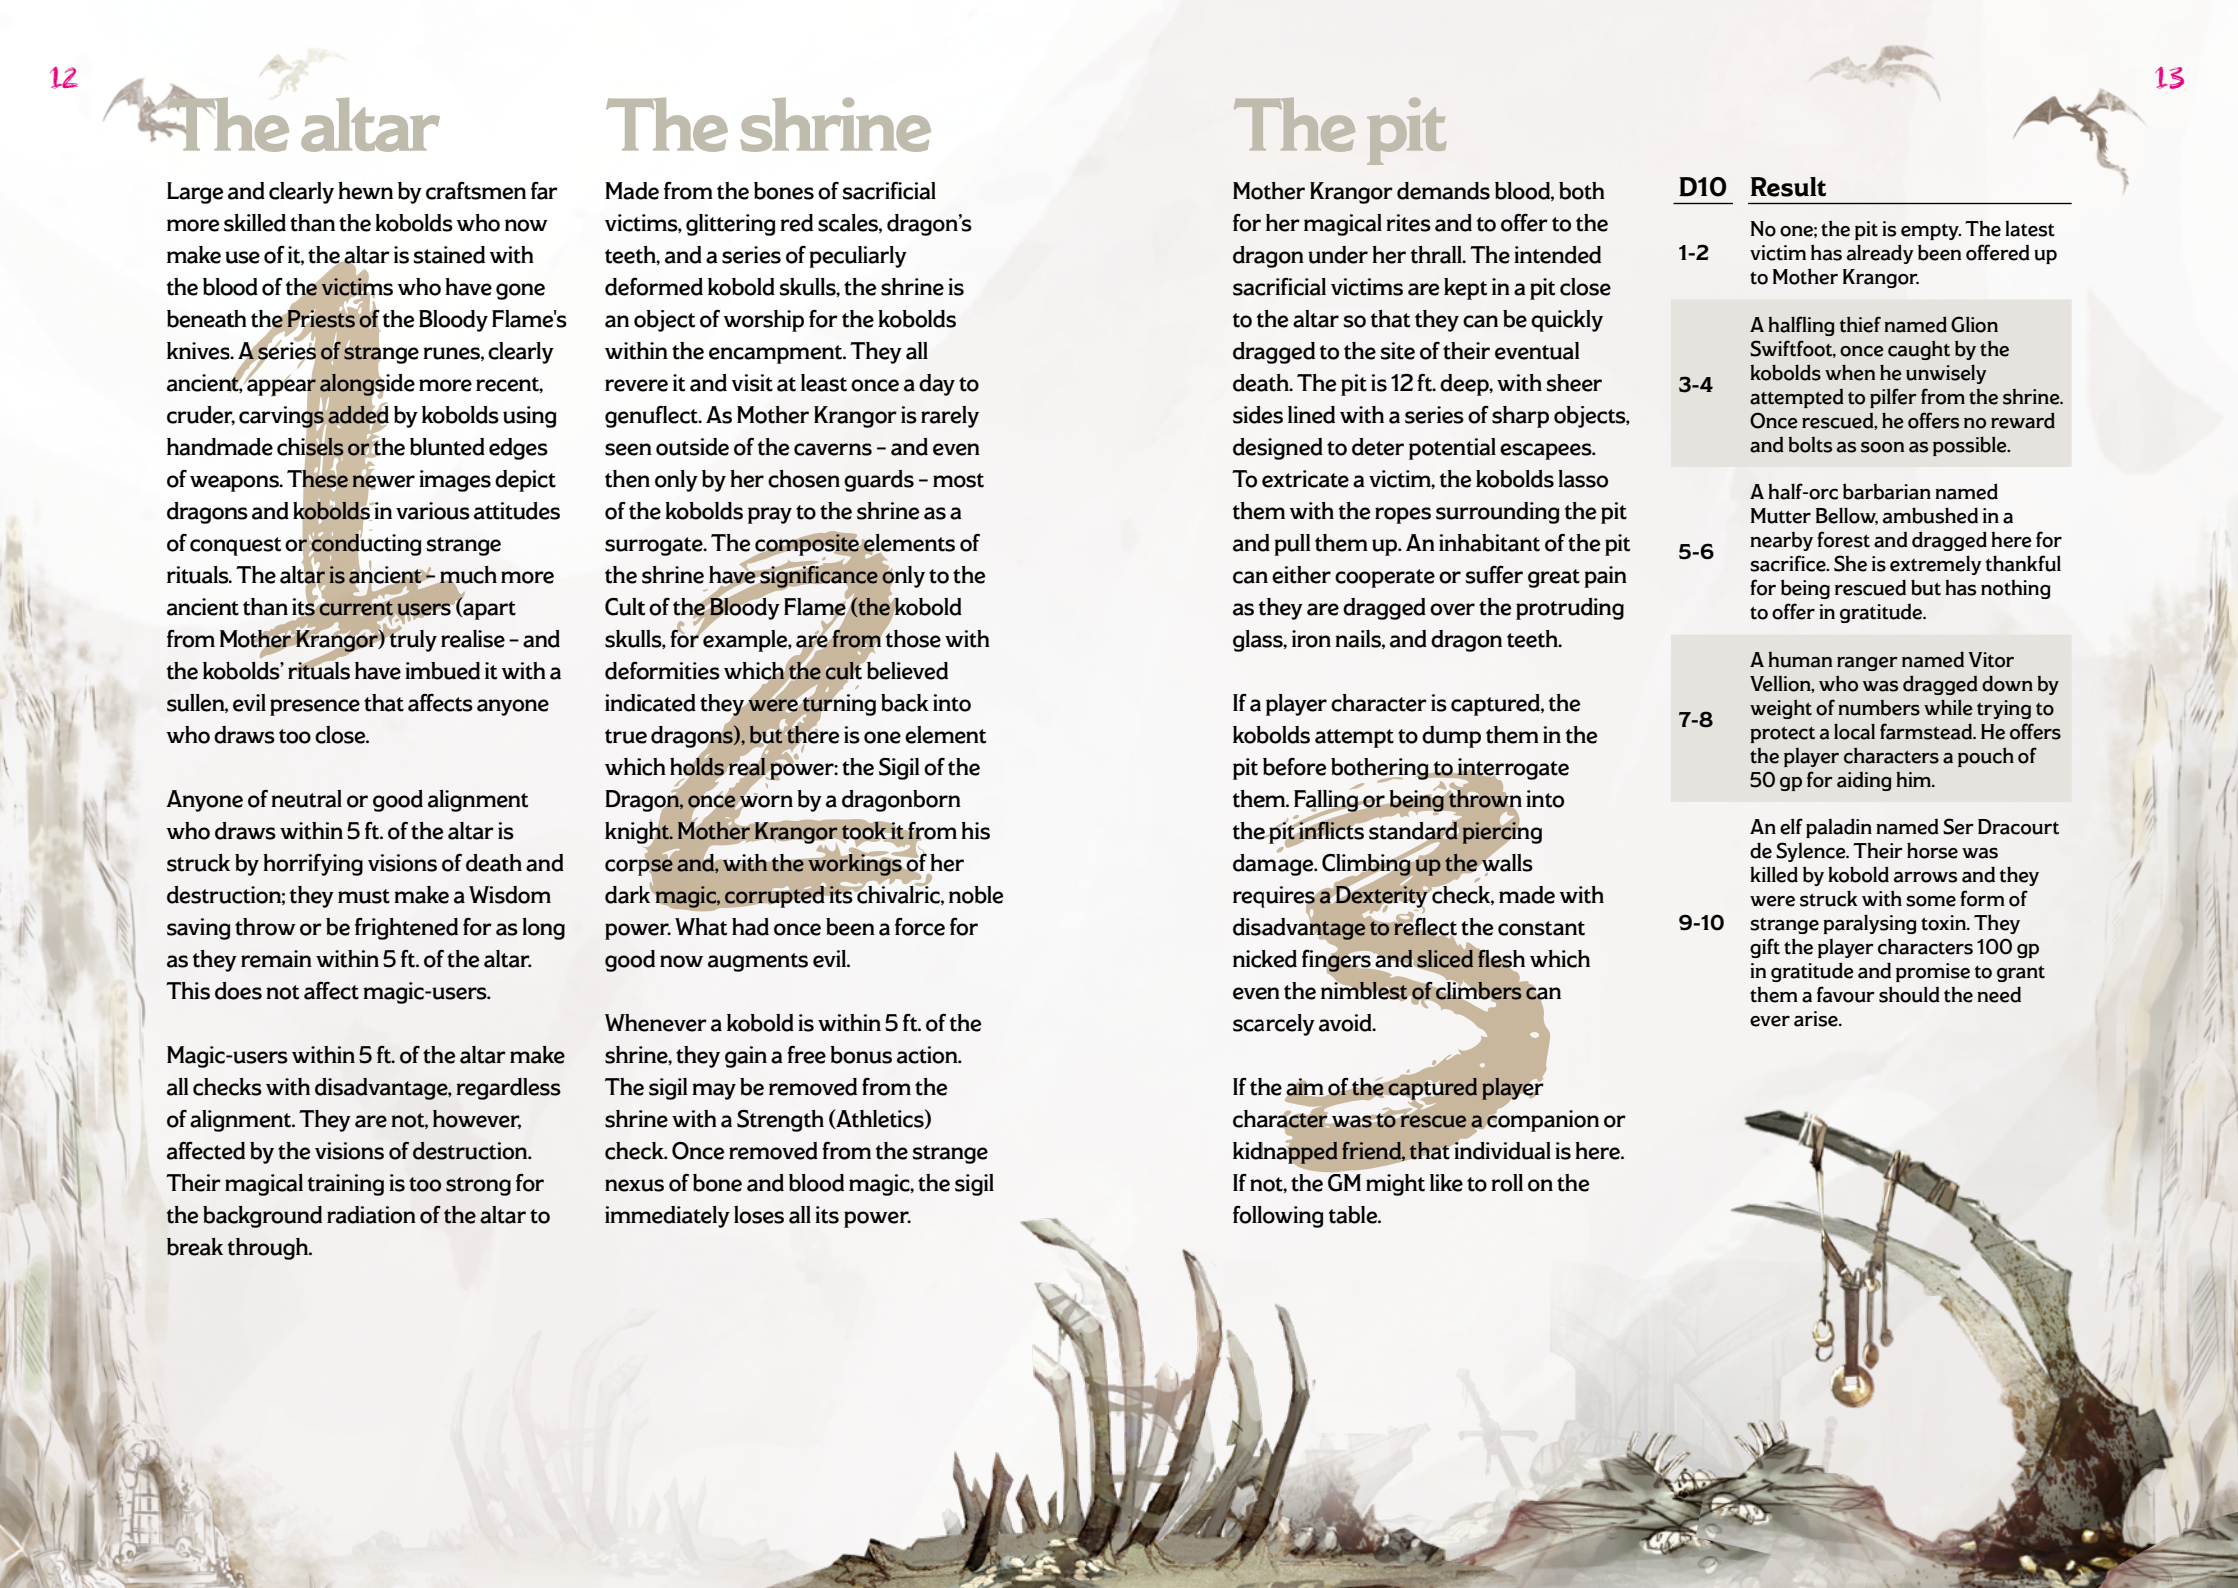 12
The altar
Large and clearly hewn by craftsmen far
more skilled than the kobolds who now
make use of it, the altar is stained with
the blood of the victims who have gone
beneath the Priests of the Bloody Flame's
knives. A series of strange runes, clearly
ancient, appear alongside more recent,
cruder, carvings added by kobolds using
handmade chisels or the blunted edges
of weapons. These newer images depict
dragons and kobolds in various attitudes
of conquest or conducting strange
rituals. The altar is ancient – much more
ancient than its current users (apart
from Mother Krangor) truly realise – and
the kobolds’ rituals have imbued it with a
sullen, evil presence that affects anyone
who draws too close.
Anyone of neutral or good alignment
who draws within 5 ft. of the altar is
struck by horrifying visions of death and
destruction; they must make a Wisdom
saving throw or be frightened for as long
as they remain within 5 ft. of the altar.
This does not affect magic-users.
Magic-users within 5 ft. of the altar make
all checks with disadvantage, regardless
of alignment. They are not, however,
affected by the visions of destruction.
Their magical training is too strong for
the background radiation of the altar to
break through.
1
The shrine
Made from the bones of sacrificial
victims, glittering red scales, dragon’s
teeth, and a series of peculiarly
deformed kobold skulls, the shrine is
an object of worship for the kobolds
within the encampment. They all
revere it and visit at least once a day to
genuflect. As Mother Krangor is rarely
seen outside of the caverns – and even
then only by her chosen guards – most
of the kobolds pray to the shrine as a
surrogate. The composite elements of
the shrine have significance only to the
Cult of the Bloody Flame (the kobold
skulls, for example, are from those with
deformities which the cult believed
indicated they were turning back into
true dragons), but there is one element
which holds real power: the Sigil of the
Dragon, once worn by a dragonborn
knight. Mother Krangor took it from his
corpse and, with the workings of her
dark magic, corrupted its chivalric, noble
power. What had once been a force for
good now augments evil.
Whenever a kobold is within 5 ft. of the
shrine, they gain a free bonus action.
The sigil may be removed from the
shrine with a Strength (Athletics)
check. Once removed from the strange
nexus of bone and blood magic, the sigil
immediately loses all its power.
2
The pit
Mother Krangor demands blood, both
for her magical rites and to offer to the
dragon under her thrall. The intended
sacrificial victims are kept in a pit close
to the altar so that they can be quickly
dragged to the site of their eventual
death. The pit is 12 ft. deep, with sheer
sides lined with a series of sharp objects,
designed to deter potential escapees.
To extricate a victim, the kobolds lasso
them with the ropes surrounding the pit
and pull them up. An inhabitant of the pit
can either cooperate or suffer great pain
as they are dragged over the protruding
glass, iron nails, and dragon teeth.
If a player character is captured, the
kobolds attempt to dump them in the
pit before bothering to interrogate
them. Falling or being thrown into
the pit inflicts standard piercing
damage. Climbing up the walls
requires a Dexterity check, made with
disadvantage to reflect the constant
nicked fingers and sliced flesh which
even the nimblest of climbers can
scarcely avoid.
If the aim of the captured player
character was to rescue a companion or
kidnapped friend, that individual is here.
If not, the GM might like to roll on the
following table.
3
13
D10 Result
1-2
No one; the pit is empty. The latest
victim has already been offered up
to Mother Krangor.
3-4
A halfling thief named Glion
Swiftfoot, once caught by the
kobolds when he unwisely
attempted to pilfer from the shrine.
Once rescued, he offers no reward
and bolts as soon as possible.
5-6
A half-orc barbarian named
Mutter Bellow, ambushed in a
nearby forest and dragged here for
sacrifice. She is extremely thankful
for being rescued but has nothing
to offer in gratitude.
7-8
A human ranger named Vitor
Vellion, who was dragged down by
weight of numbers while trying to
protect a local farmstead. He offers
the player characters a pouch of
50 gp for aiding him.
9-10
An elf paladin named Ser Dracourt
de Sylence. Their horse was
killed by kobold arrows and they
were struck with some form of
strange paralysing toxin. They
gift the player characters 100 gp
in gratitude and promise to grant
them a favour should the need
ever arise.